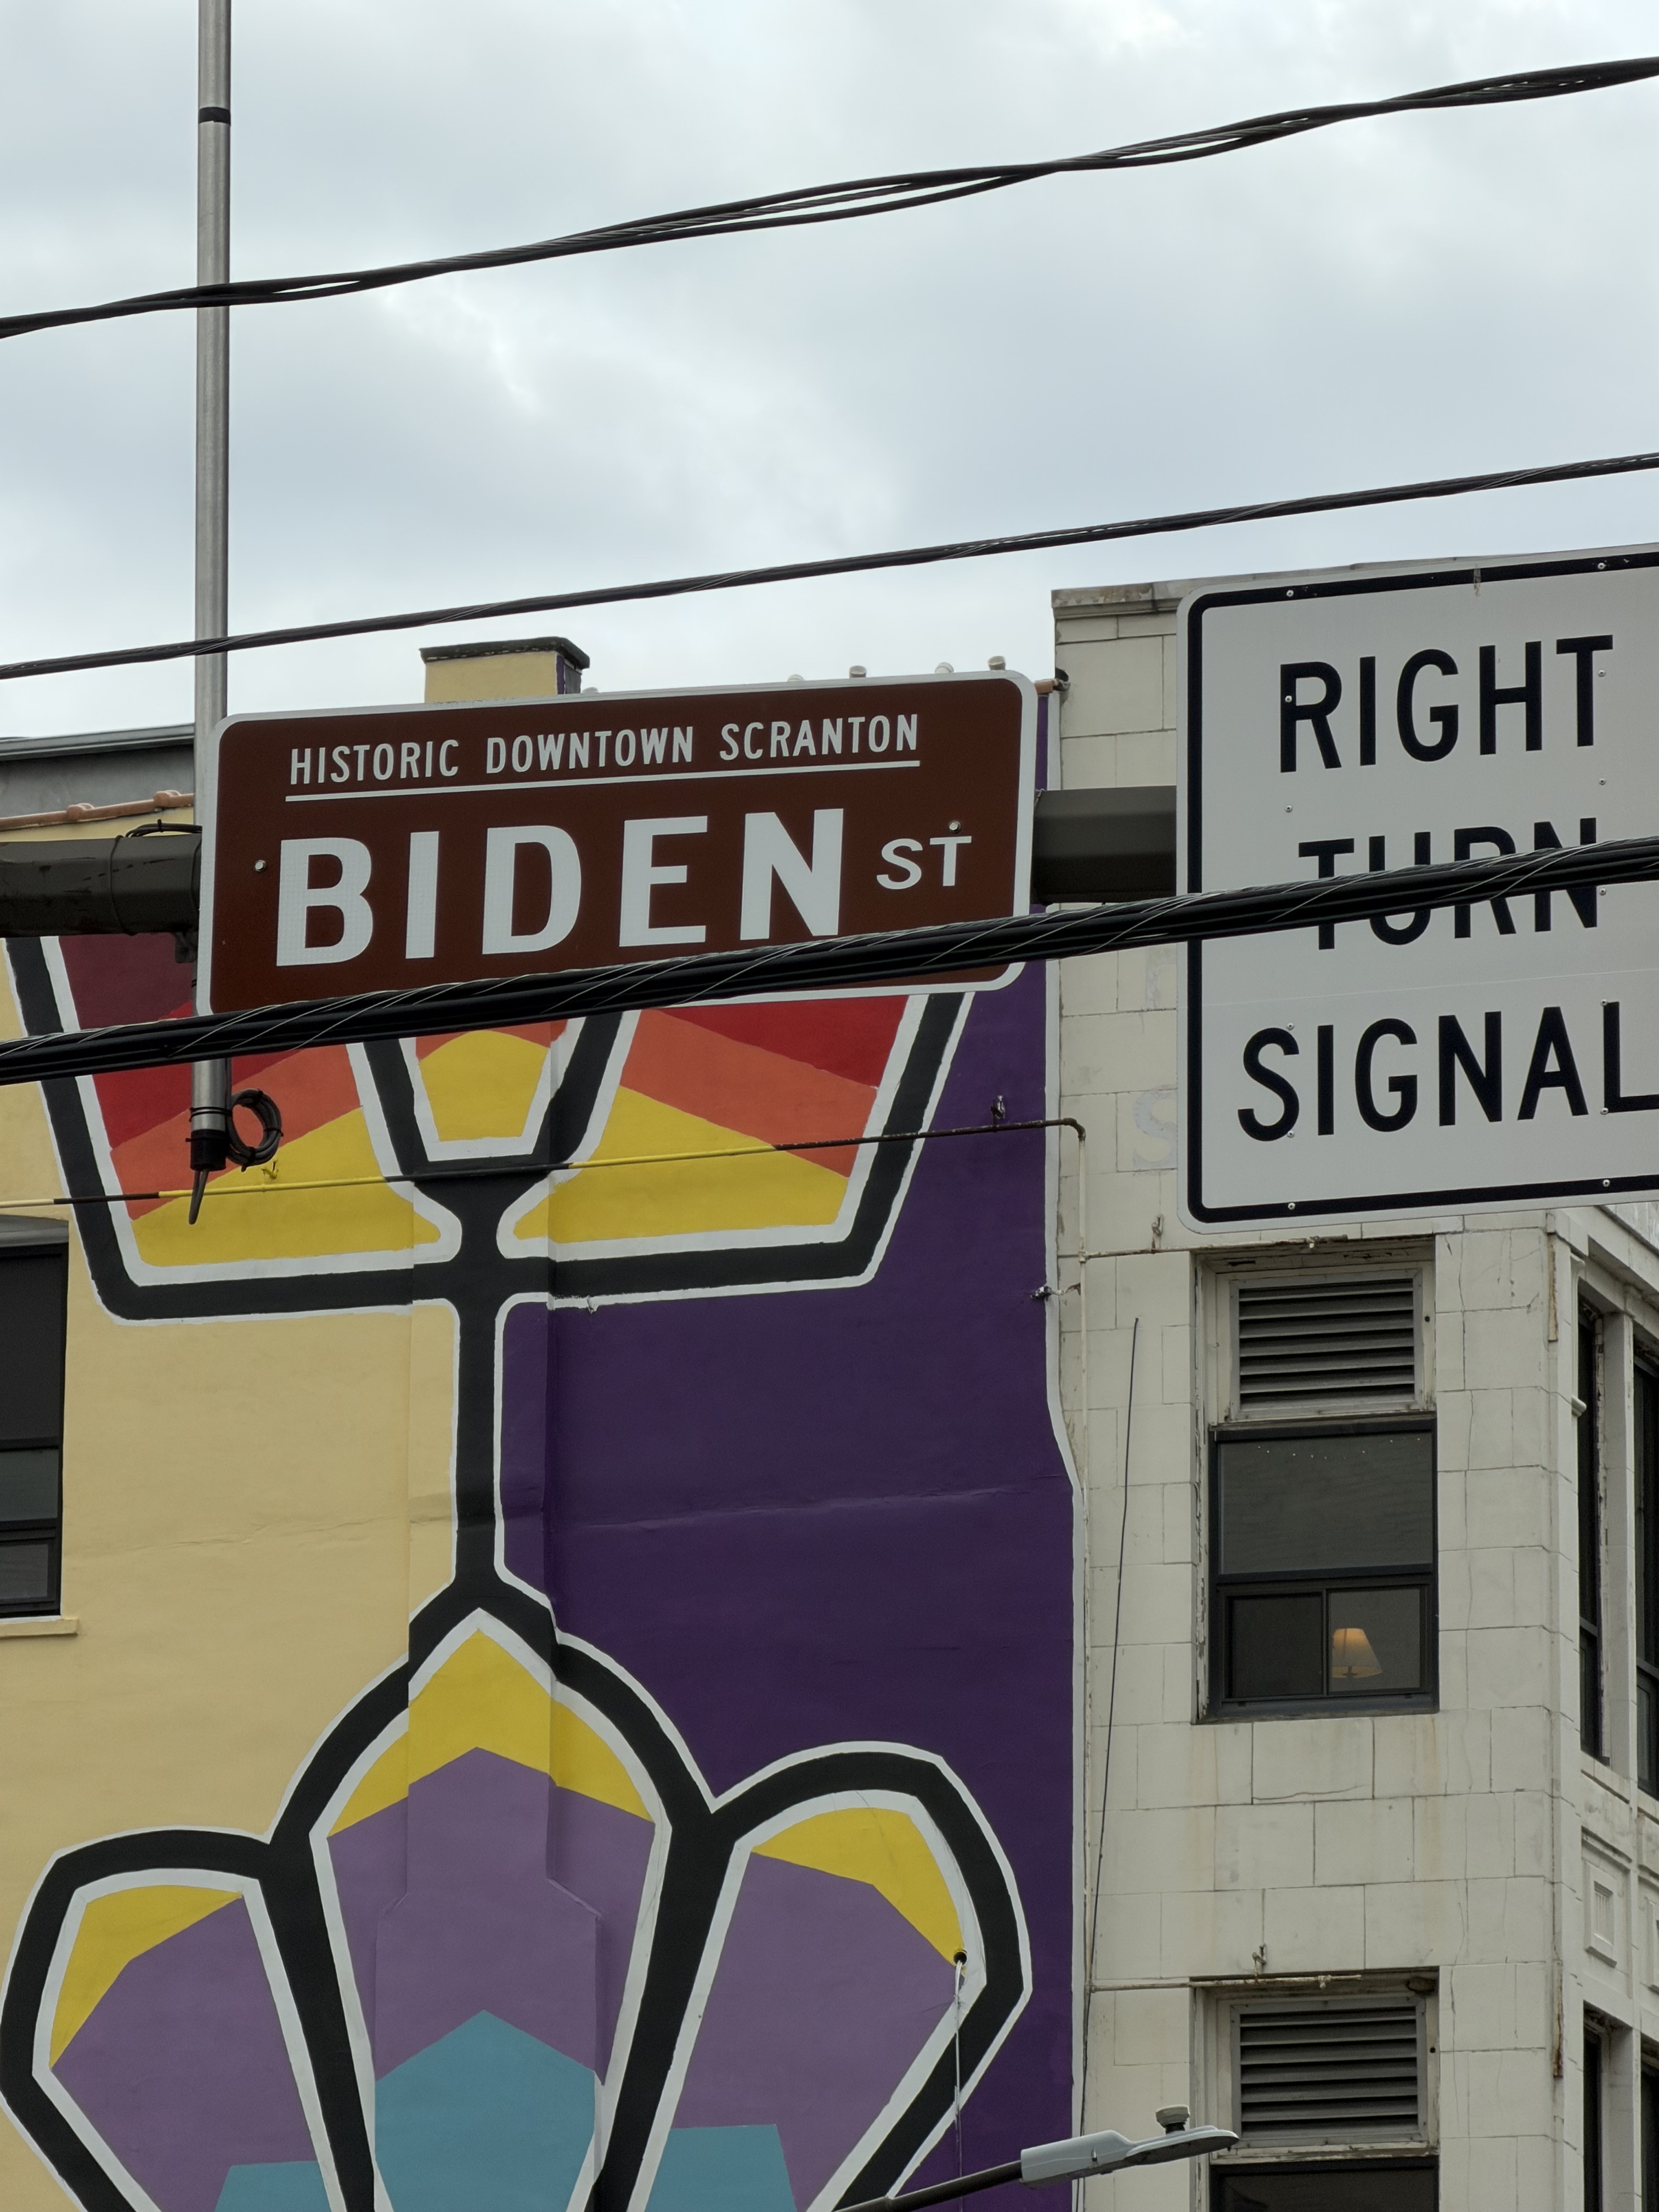 HISTORIC DOWNTOWN SCRANTON
BIDEN ST
RIGHT
TURN
SIGNAL